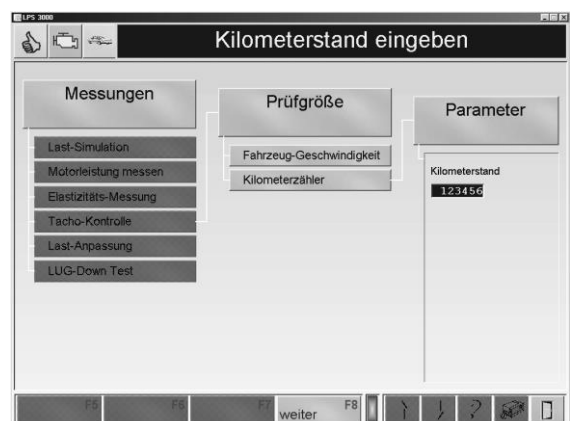 LPS 3000
Kilometerstand eingeben
Messungen
Last-Simulation
Motorleistung messen
Elastizitäts-Messung
Tacho-Kontrolle
Last-Anpassung
LUG-Down Test
Prüfgröße
Fahrzeug-Geschwindigkeit
Kilometerzähler
Parameter
Kilometerstand
123456
F5
F6
F7
weiter F8